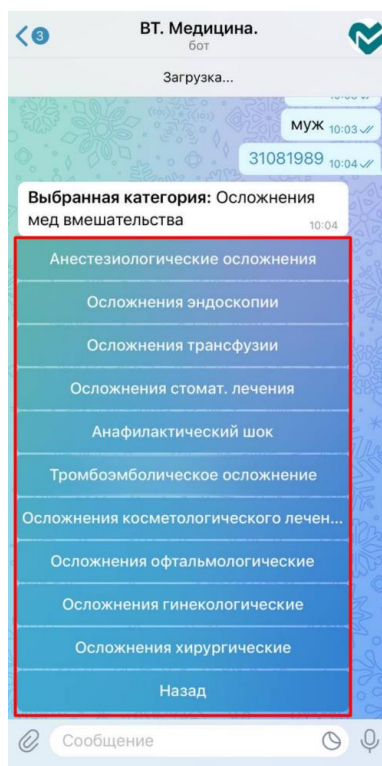 3
ВТ. Медицина.
бот
Загрузка...
муж 10:03
31081989 10:04
Выбранная категория: Осложнения
мед вмешательства
10:04
Анестезиологические осложнения
Осложнения эндоскопии
Осложнения трансфузии
Осложнения стомат. лечения
Анафилактический шок
Тромбоэмболическое осложнение
Осложнения косметологического лечен...
Осложнения офтальмологические
Осложнения гинекологические
Осложнения хирургические
Назад
Сообщение